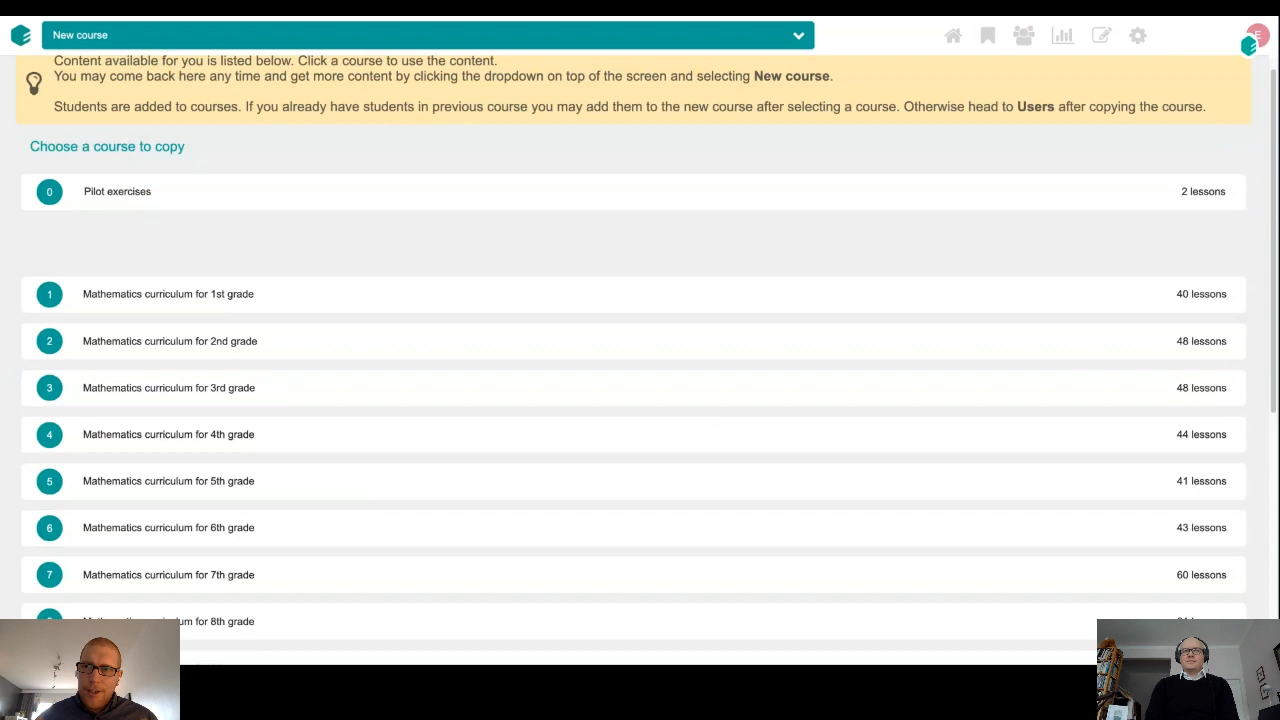 New course
E
Content available for you is listed below. Click a course to use the content.
You may come back here any time and get more content by clicking the dropdown on top of the screen and selecting New course.
Students are added to courses. If you already have students in previous course you may add them to the new course after selecting a course. Otherwise head to Users after copying the course.
Choose a course to copy
0 Pilot exercises 2 lessons
1 Mathematics curriculum for 1st grade 40 lessons
2 Mathematics curriculum for 2nd grade 48 lessons
3 Mathematics curriculum for 3rd grade 48 lessons
4 Mathematics curriculum for 4th grade 44 lessons
5 Mathematics curriculum for 5th grade 41 lessons
6 Mathematics curriculum for 6th grade 43 lessons
7 Mathematics curriculum for 7th grade 60 lessons
for 8th grade